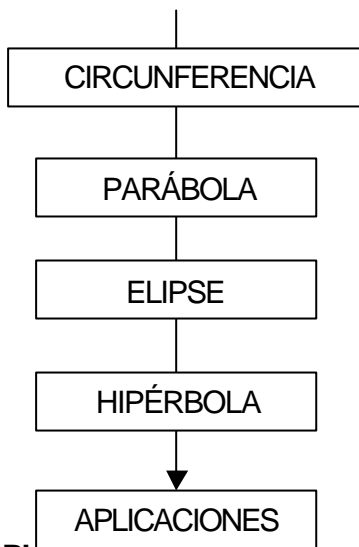 CIRCUNFERENCIA
PARÁBOLA
ELIPSE
HIPÉRBOLA
APLICACIONES